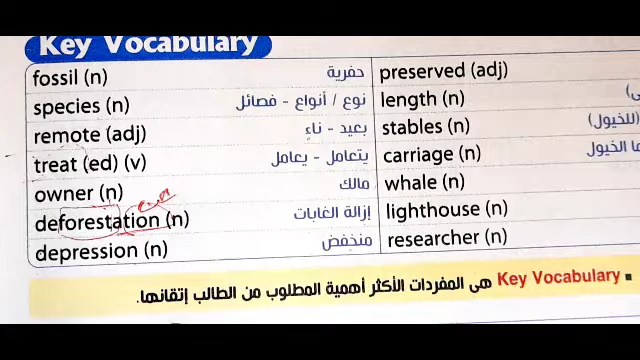 Key Vocabulary
fossil (n) حفرية
species (n) نوع / أنواع - فصائل
remote (adj) بعيد - ناءٍ
treat (ed) (v) يتعامل - يعامل
owner (n) مالك
deforestation (n) إزالة الغابات
depression (n) منخفض
preserved (adj)
length (n)
stables (n) (للخيول)
carriage (n) الخيول
whale (n)
lighthouse (n)
researcher (n)
▪ Key Vocabulary هى المفردات الأكثر أهمية المطلوب من الطالب إتقانها.